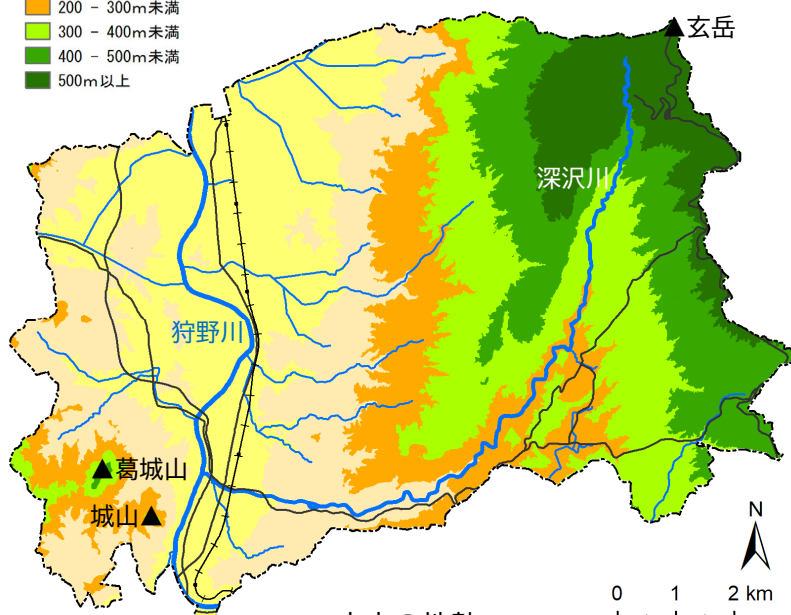 200 - 300m未満
300 - 400m未満
400 - 500m未満
500m以上
玄岳
深沢川
狩野川
葛城山
城山
N
0 1 2 km